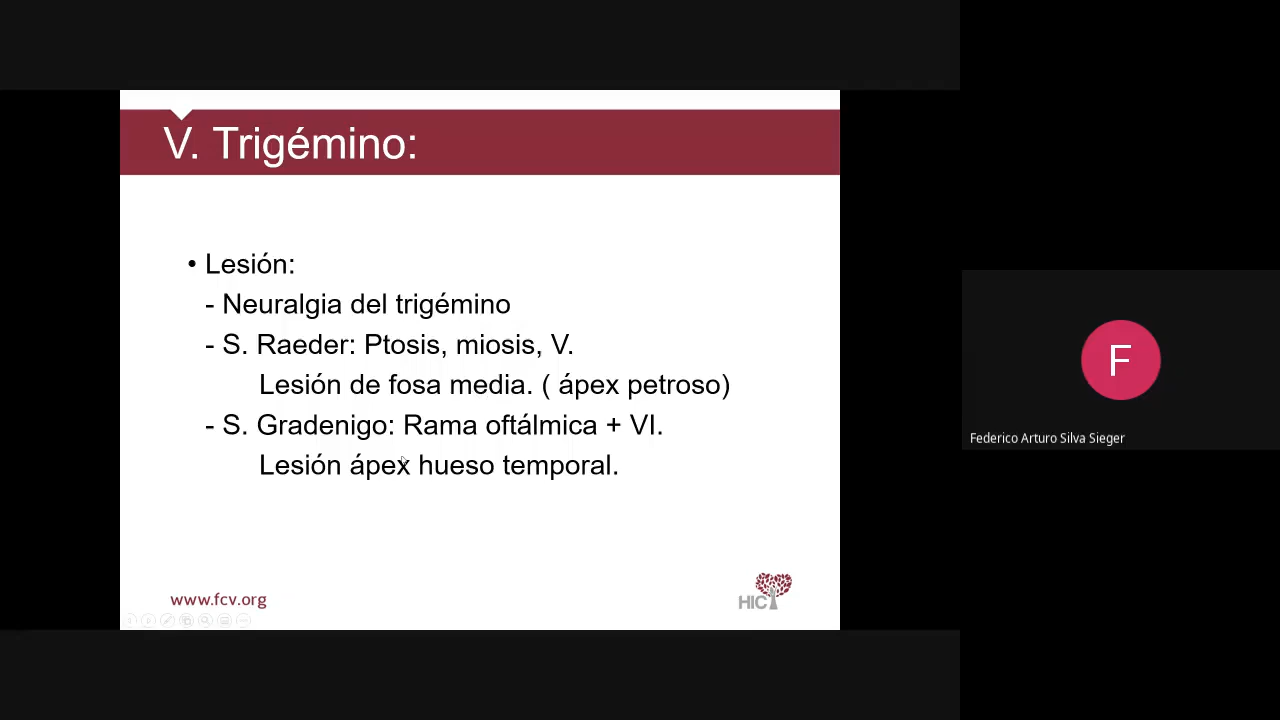 V. Trigémino:
• Lesión:
- Neuralgia del trigémino
- S. Raeder: Ptosis, miosis, V.
Lesión de fosa media. ( ápex petroso)
- S. Gradenigo: Rama oftálmica + VI.
Lesión ápex hueso temporal.
www.fcv.org
HIC
F
Federico Arturo Silva Sieger